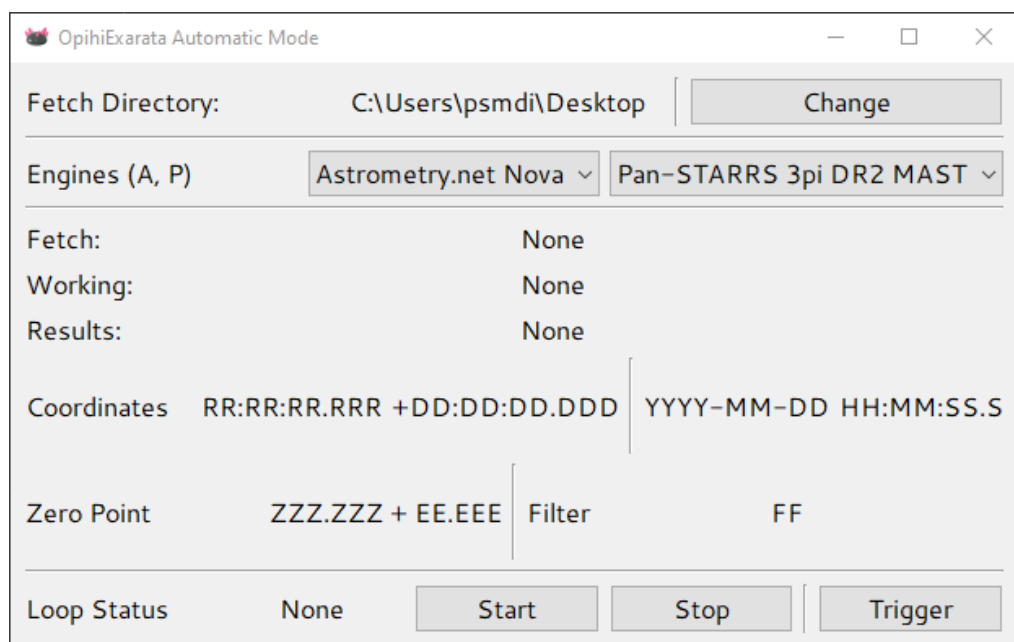 OpihiExarata Automatic Mode
Fetch Directory: C:\Users\psmdi\Desktop Change
Engines (A, P) Astrometry.net Nova Pan-STARRS 3pi DR2 MAST
Fetch: None
Working: None
Results: None
Coordinates RR:RR:RR.RRR +DD:DD:DD.DDD YYYY-MM-DD HH:MM:SS.S
Zero Point ZZZ.ZZZ + EE.EEE Filter FF
Loop Status None Start Stop Trigger